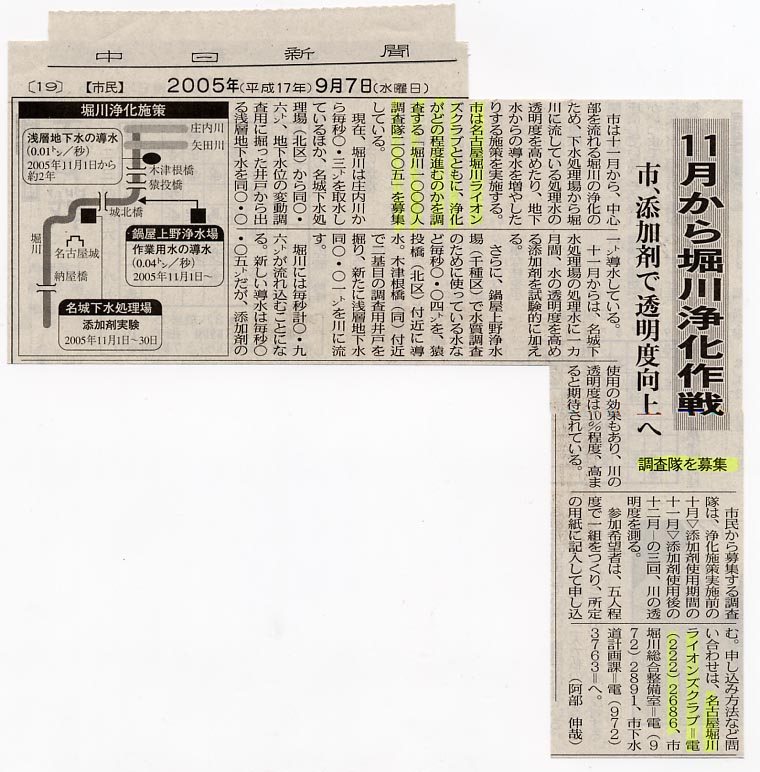 中日新聞
〔19〕 【市民】 2005年(平成17年)9月7日(水曜日)
11月から堀川浄化作戦
市、添加剤で透明度向上へ
市は十一月から、中心
部を流れる堀川の浄化の
ため、下水処理場から堀
川に流している処理水の
透明度を高めたり、地下
水からの導水を増やした
りする施策を実施する。
市は名古屋堀川ライオン
ズクラブとともに、浄化
がどの程度進むのかを調
査する「堀川一〇〇〇人
調査隊二〇〇五」を募集
している。
現在、堀川は庄内川か
ら毎秒〇・三㌧を取水し
ているほか、名城下水処
理場(北区)から同〇・
六㌧、地下水位の変動調
査用に掘った井戸から出
る浅層地下水を同〇・〇
一㌧導水している。
十一月からは、名城下
水処理場の処理水に一カ
月間、水の透明度を高め
る添加剤を試験的に加え
る。
さらに、鍋屋上野浄水
場(千種区)で水質調査
のために使っている水な
ど毎秒〇・〇四㌧を、猿
投橋(北区)付近に導
水。木津根橋(同)付近
で二基目の調査用井戸を
掘り、新たに浅層地下水
同〇・〇一㌧を川に流
す。
堀川には毎秒計〇・九
六㌧が流れ込むことにな
る。新しい導水は毎秒〇
・〇五㌧だが、添加剤の
使用の効果もあり、川の
透明度は10%程度、高ま
ると期待されている。
調査隊を募集
市民から募集する調査
隊は、浄化施策実施前の
十月▽添加剤使用期間の
十一月▽添加剤使用後の
十二月―の三回、川の透
明度を測る。
参加希望者は、五人程
度で一組をつくり、所定
の用紙に記入して申し込
む。申し込み方法など問
い合わせは、名古屋堀川
ライオンズクラブ=電
(222)2686、市
堀川総合整備室=電(9
72)2891、市下水
道計画課=電(972)
3763=へ。
(阿部 伸哉)
堀川浄化施策
浅層地下水の導水
(0.01㌧/秒)
2005年11月1日から
約2年
庄内川
矢田川
木津根橋
猿投橋
城北橋
鍋屋上野浄水場
作業用水の導水
(0.04㌧/秒)
2005年11月1日~
堀川
名古屋城
納屋橋
名城下水処理場
添加剤実験
2005年11月1日~30日